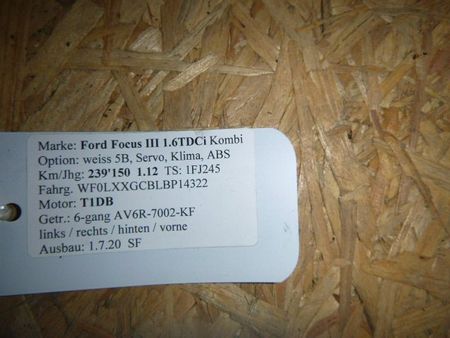 Marke: Ford Focus III 1.6TDCi Kombi
Option: weiss 5B, Servo, Klima, ABS
Km/Jhg: 239'150 1.12 TS: 1FJ245
Fahrg. WF0LXXGCBLBP14322
Motor: T1DB
Getr.: 6-gang AV6R-7002-KF
links / rechts / hinten / vorne
Ausbau: 1.7.20 SF